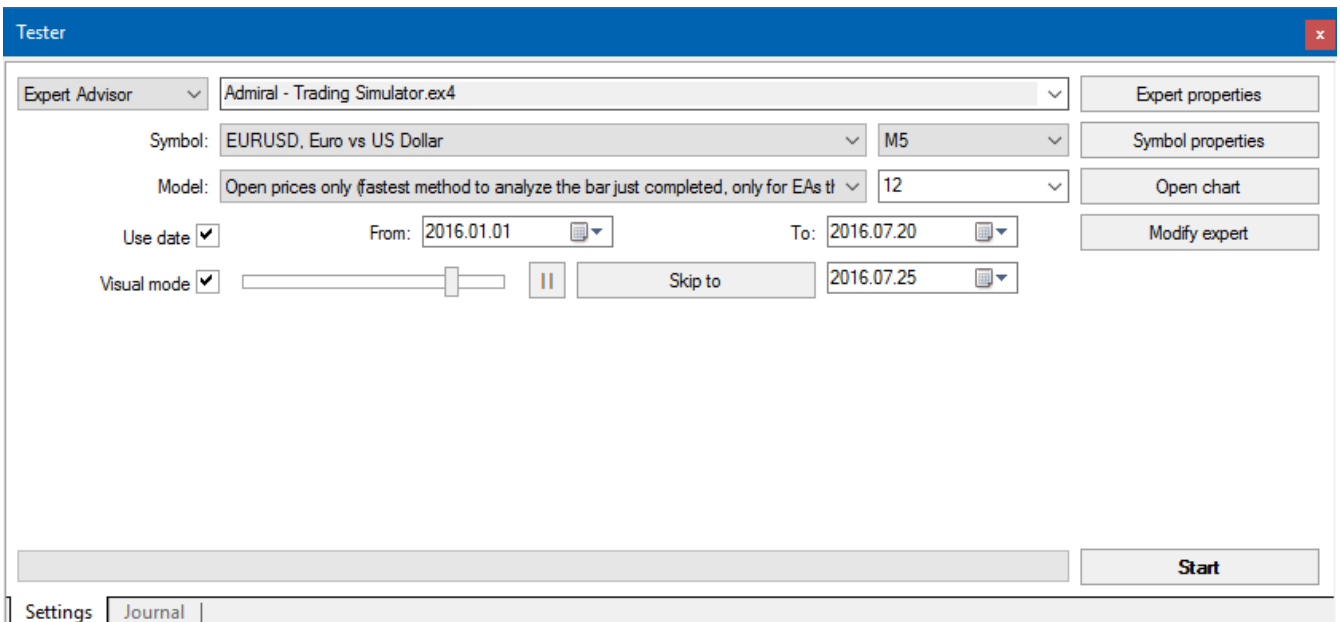 Tester x
Expert Advisor Admiral - Trading Simulator.ex4 Expert properties
Symbol: EURUSD, Euro vs US Dollar M5 Symbol properties
Model: Open prices only (fastest method to analyze the bar just completed, only for EAs 12 Open chart
Use date From: 2016.01.01 To: 2016.07.20 Modify expert
Visual mode Skip to 2016.07.25
Start
Settings Journal